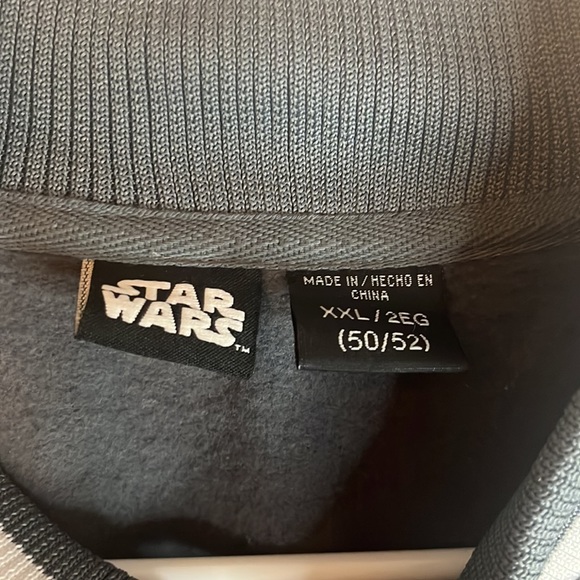 STAR
WARS
TM
MADE IN/HECHO EN
CHINA
XXL/2EG
(50/52)